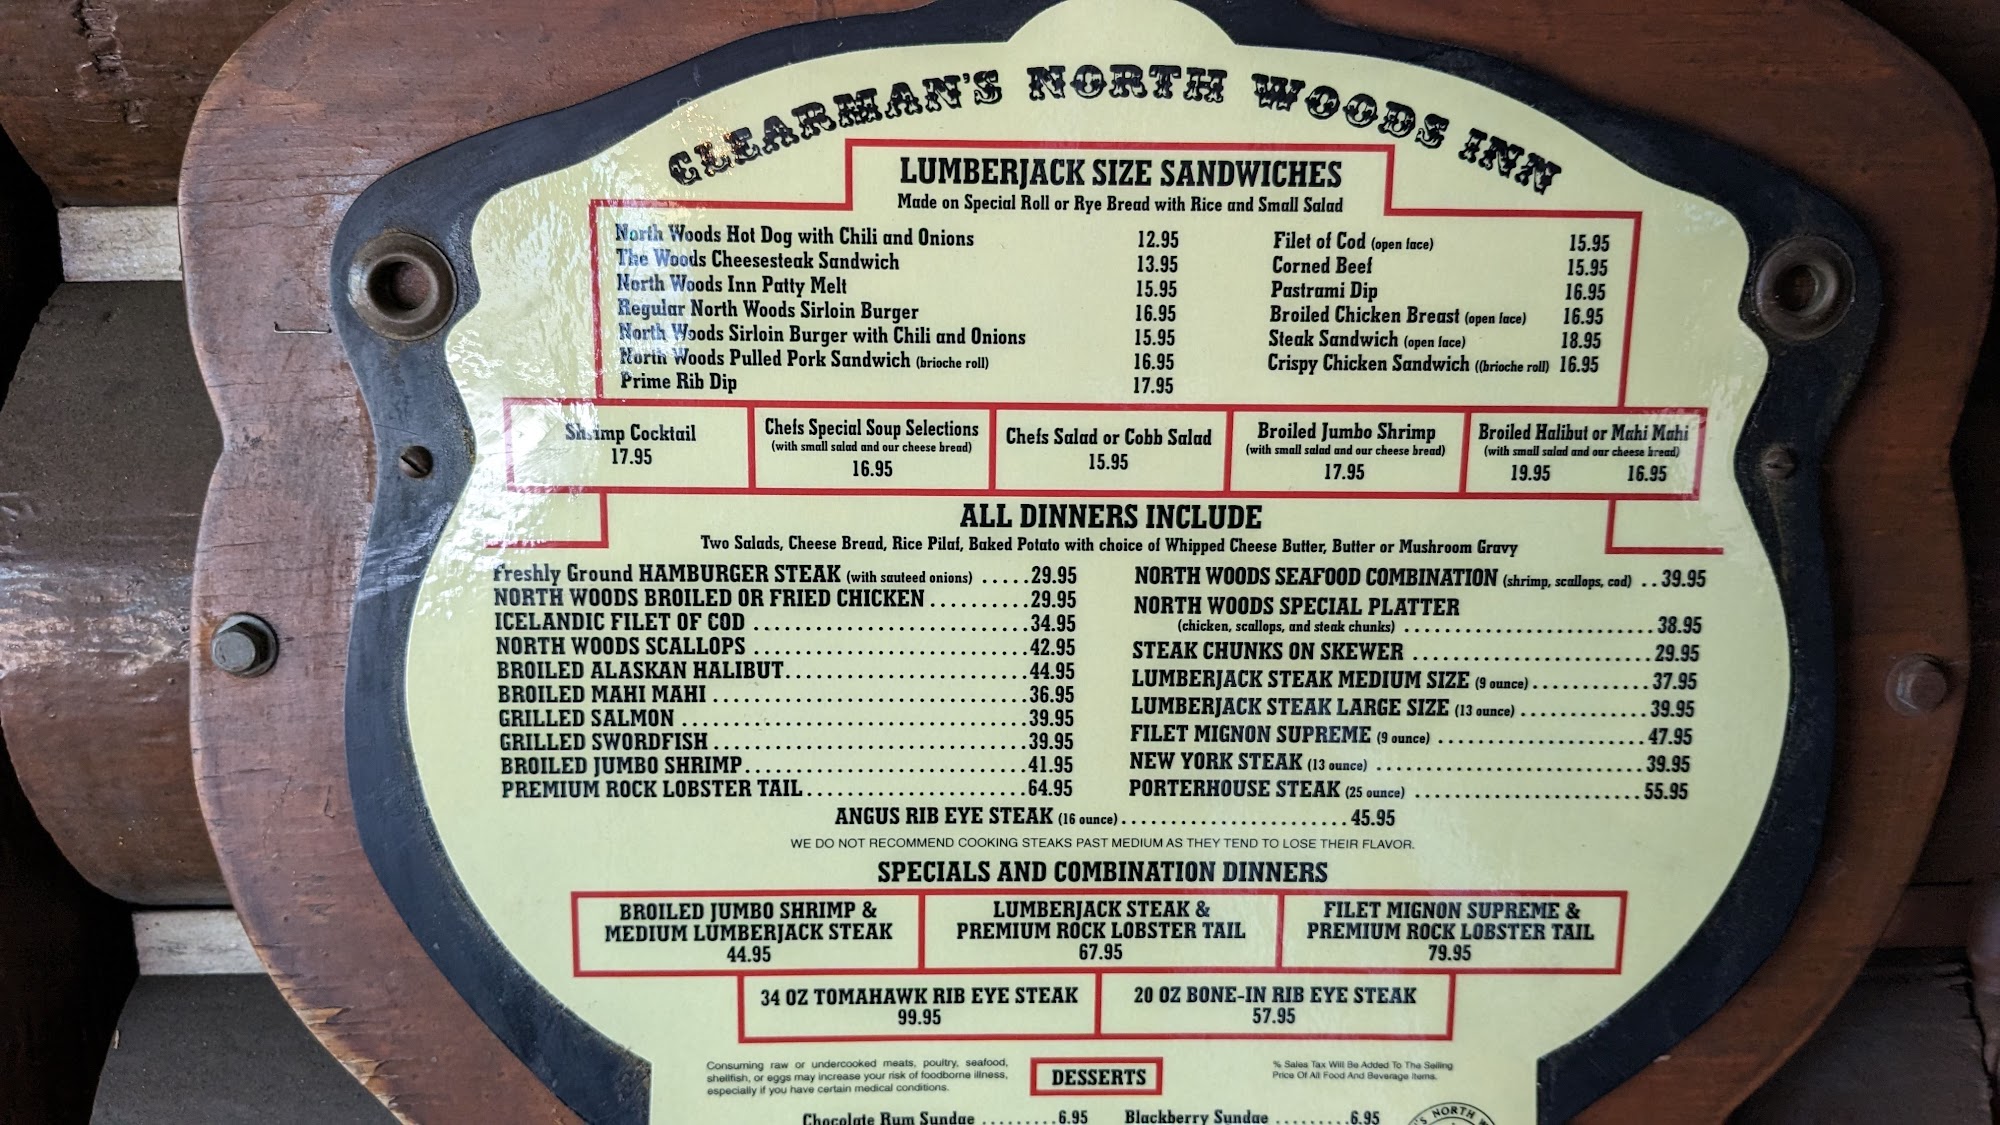 CLEARMAN'S NORTH WOODS INN
LUMBERJACK SIZE SANDWICHES
Made on Special Roll or Rye Bread with Rice and Small Salad
North Woods Hot Dog with Chili and Onions 12.95
The Woods Cheesesteak Sandwich 13.95
North Woods Inn Patty Melt 15.95
Regular North Woods Sirloin Burger 16.95
North Woods Sirloin Burger with Chili and Onions 15.95
North Woods Pulled Pork Sandwich (brioche roll) 16.95
Prime Rib Dip 17.95
Filet of Cod (open face) 15.95
Corned Beef 15.95
Pastrami Dip 16.95
Broiled Chicken Breast (open face) 16.95
Steak Sandwich (open face) 18.95
Crispy Chicken Sandwich ((brioche roll) 16.95
Shrimp Cocktail
17.95
Chefs Special Soup Selections
(with small salad and our cheese bread)
16.95
Chefs Salad or Cobb Salad
15.95
Broiled Jumbo Shrimp
(with small salad and our cheese bread)
17.95
Broiled Halibut or Mahi Mahi
(with small salad and our cheese bread)
19.95 16.95
ALL DINNERS INCLUDE
Two Salads, Cheese Bread, Rice Pilaf, Baked Potato with choice of Whipped Cheese Butter, Butter or Mushroom Gravy
Freshly Ground HAMBURGER STEAK (with sauteed onions) .....29.95
NORTH WOODS BROILED OR FRIED CHICKEN..........29.95
ICELANDIC FILET OF COD ...........................34.95
NORTH WOODS SCALLOPS ...........................42.95
BROILED ALASKAN HALIBUT........................44.95
BROILED MAHI MAHI ...............................36.95
GRILLED SALMON ..................................39.95
GRILLED SWORDFISH ...............................39.95
BROILED JUMBO SHRIMP............................41.95
PREMIUM ROCK LOBSTER TAIL......................64.95
NORTH WOODS SEAFOOD COMBINATION (shrimp, scallops, cod) ..39.95
NORTH WOODS SPECIAL PLATTER
(chicken, scallops, and steak chunks) .........................38.95
STEAK CHUNKS ON SKEWER ........................29.95
LUMBERJACK STEAK MEDIUM SIZE (9 ounce)............37.95
LUMBERJACK STEAK LARGE SIZE (13 ounce) .............39.95
FILET MIGNON SUPREME (9 ounce) .....................47.95
NEW YORK STEAK (13 ounce) ...........................39.95
PORTERHOUSE STEAK (25 ounce) .......................55.95
ANGUS RIB EYE STEAK (16 ounce)......................45.95
WE DO NOT RECOMMEND COOKING STEAKS PAST MEDIUM AS THEY TEND TO LOSE THEIR FLAVOR.
SPECIALS AND COMBINATION DINNERS
BROILED JUMBO SHRIMP &
MEDIUM LUMBERJACK STEAK
44.95
LUMBERJACK STEAK &
PREMIUM ROCK LOBSTER TAIL
67.95
FILET MIGNON SUPREME &
PREMIUM ROCK LOBSTER TAIL
79.95
34 OZ TOMAHAWK RIB EYE STEAK
99.95
20 OZ BONE-IN RIB EYE STEAK
57.95
Consuming raw or undercooked meats, poultry, seafood,
shellfish, or eggs may increase your risk of foodborne illness,
especially if you have certain medical conditions.
DESSERTS
% Sales Tax Will Be Added To The Selling
Price Of All Food And Beverage Items.
Chocolate Rum Sundae .........6.95
Blackberry Sundae .........6.95
'S NORTH W